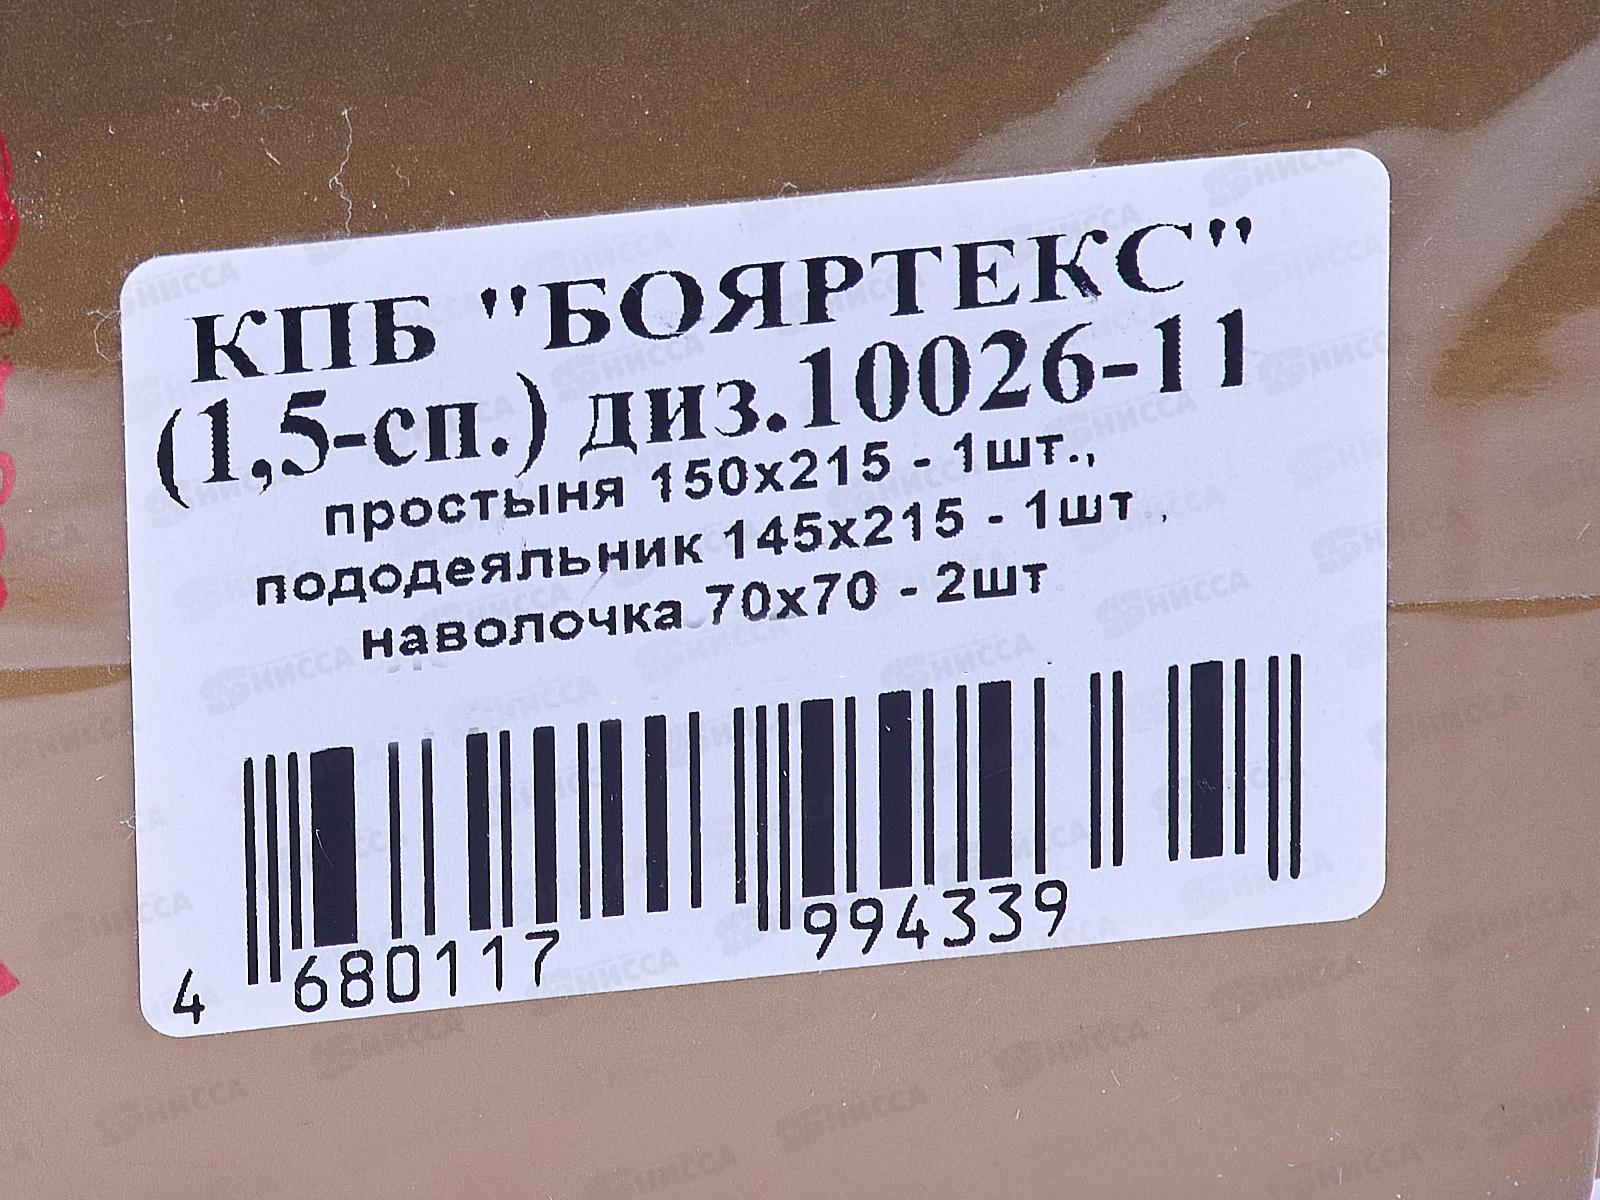 КПБ "БОЯРТЕКС"
(1,5-сп.) диз.10026-11
простыня 150х215 - 1шт.,
пододеяльник 145х215 - 1шт.,
наволочка 70х70 - 2шт
4 680117 994339
НИССА